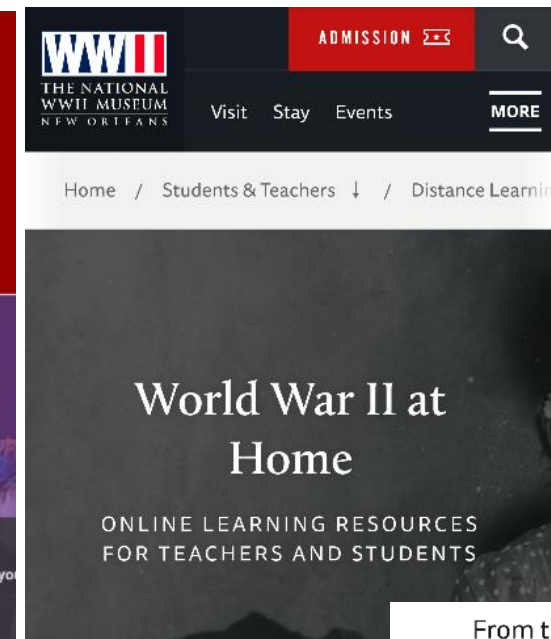 WWII
ADMISSION
THE NATIONAL
WWII MUSEUM
NEW ORLEANS
Visit Stay Events
MORE
Home / Students & Teachers ↓ / Distance
World War II at
Home
ONLINE LEARNING RESOURCES
FOR TEACHERS AND STUDENTS
From